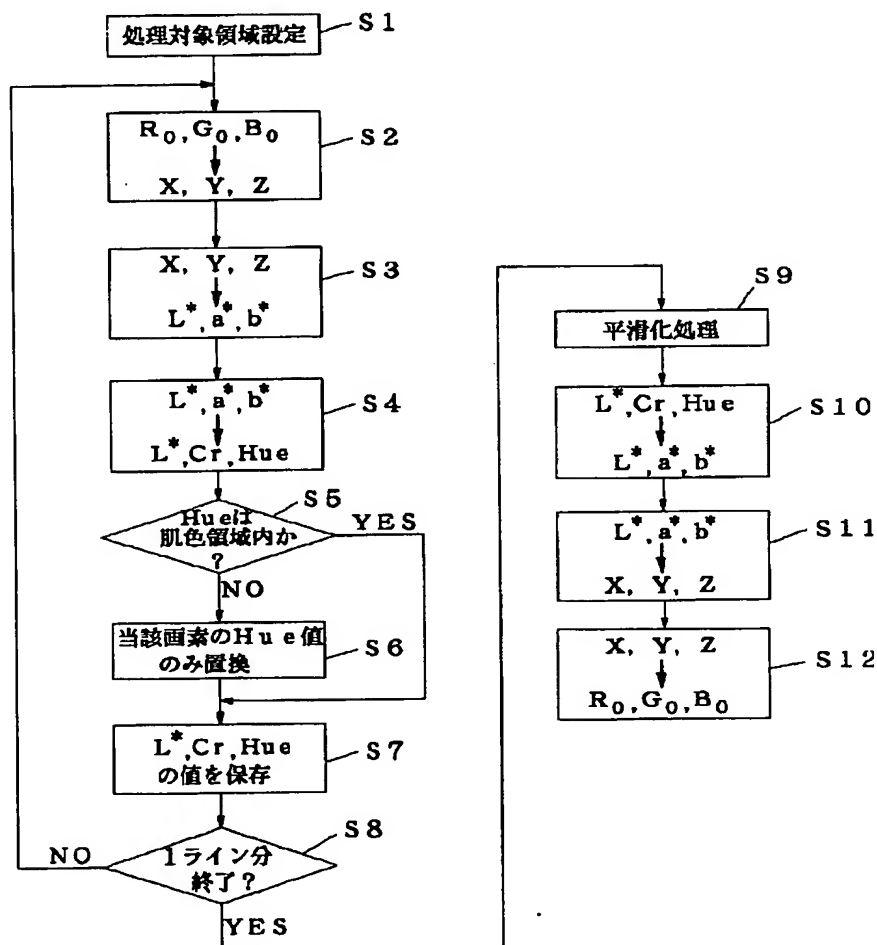 処理対象領域設定
S1
R₀,G₀,B₀
X, Y, Z
S2
X, Y, Z
L*,a*,b*
S3
L*,a*,b*
L*,Cr,Hue
S4
Hueは
肌色領域内か
?
S5
YES
NO
当該画素のHue値
のみ置換
S6
L*,Cr,Hue
の値を保存
S7
1ライン分
終了?
S8
NO
YES
平滑化処理
S9
L*,Cr,Hue
L*,a*,b*
S10
L*,a*,b*
X, Y, Z
S11
X, Y, Z
R₀,G₀,B₀
S12